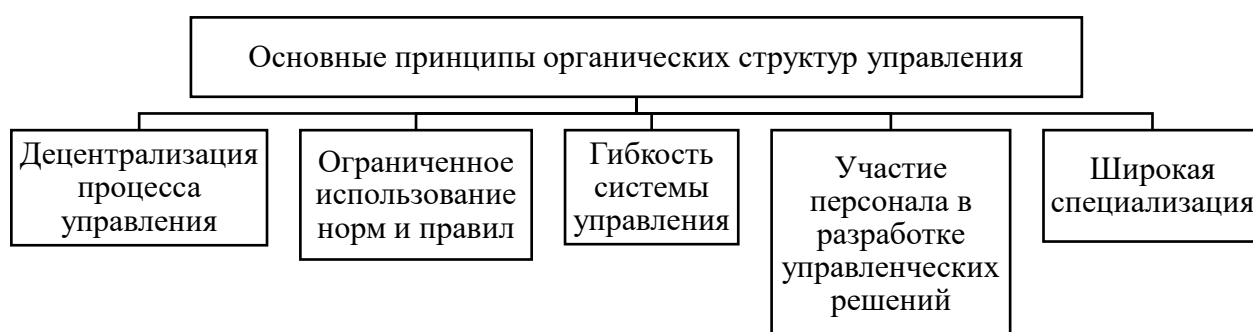 Основные принципы органических структур управления
Децентрализация
процесса
управления
Ограниченное
использование
норм и правил
Гибкость
системы
управления
Участие
персонала в
разработке
управленческих
решений
Широкая
специализация